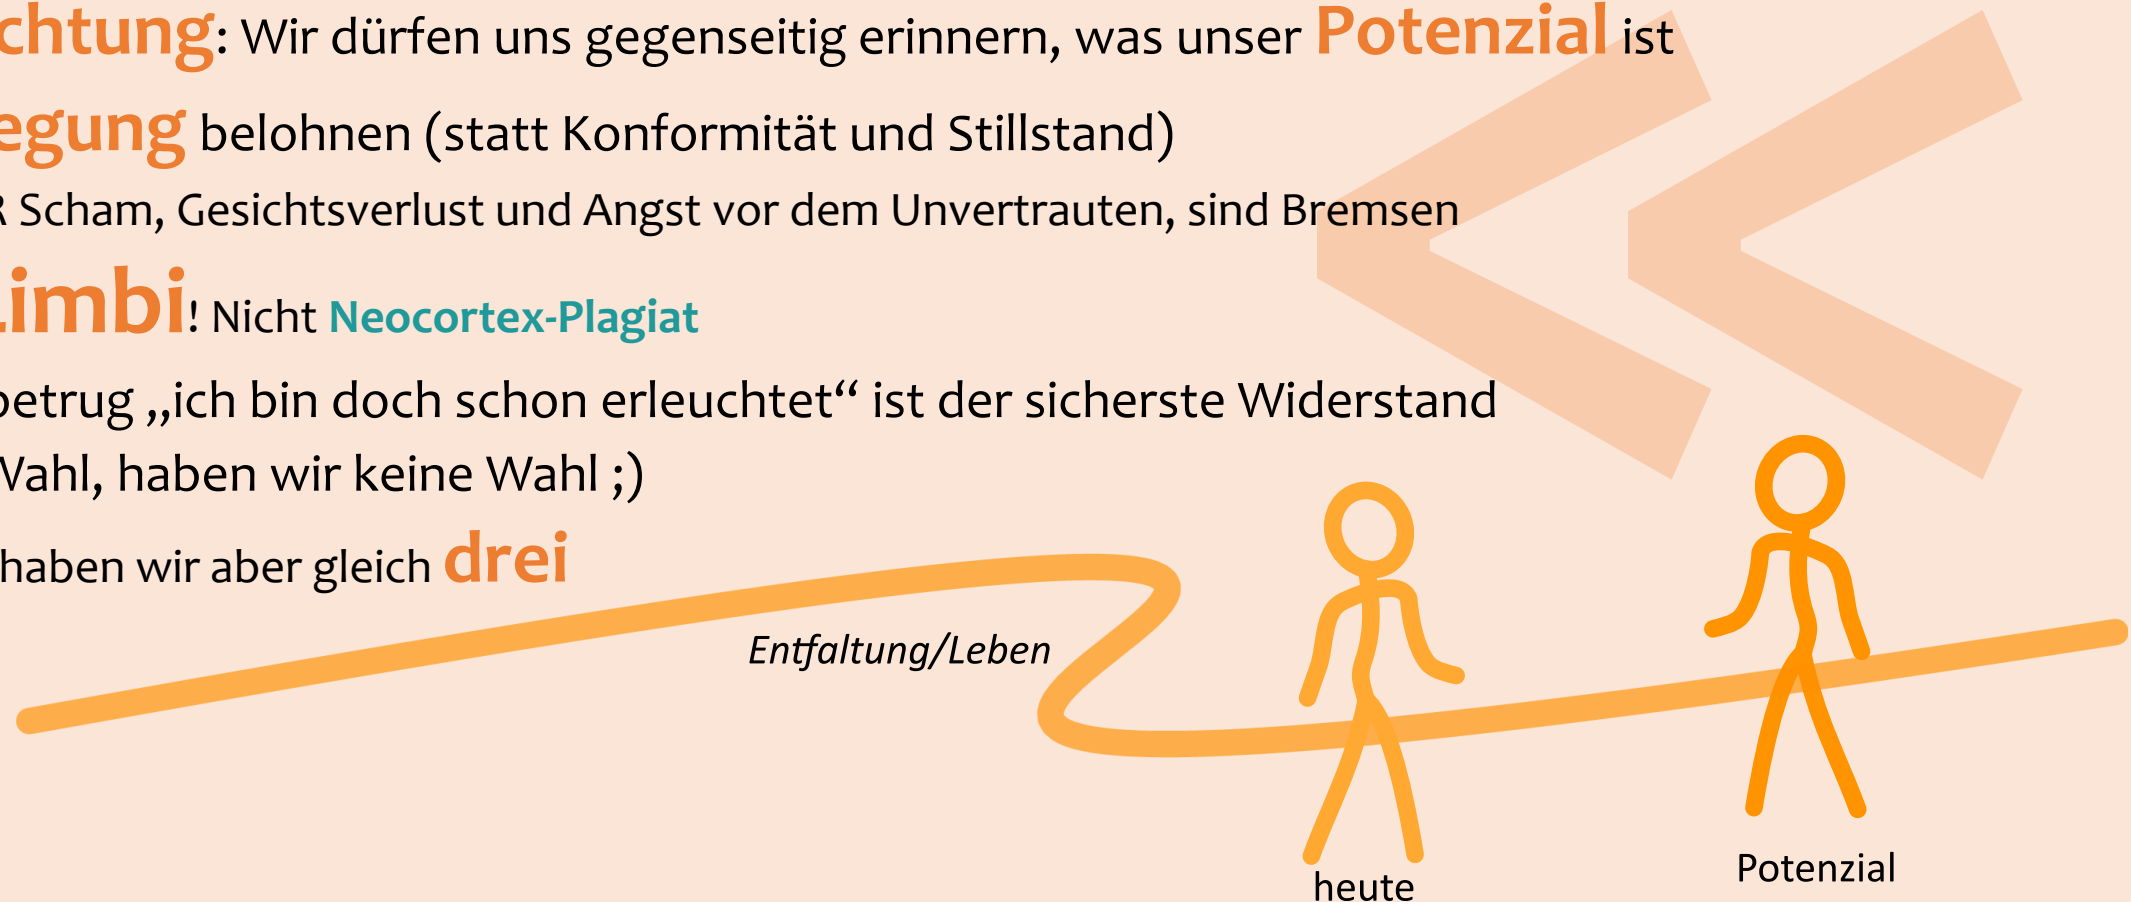 chtung: Wir dürfen uns gegenseitig erinnern, was unser Potenzial ist
egung belohnen (statt Konformität und Stillstand)
R Scham, Gesichtsverlust und Angst vor dem Unvertrauten, sind Bremsen
Limbi! Nicht Neocortex-Plagiat
betrug „ich bin doch schon erleuchtet“ ist der sicherste Widerstand
Wahl, haben wir keine Wahl ;)
haben wir aber gleich drei
Entfaltung/Leben
heute
Potenzial